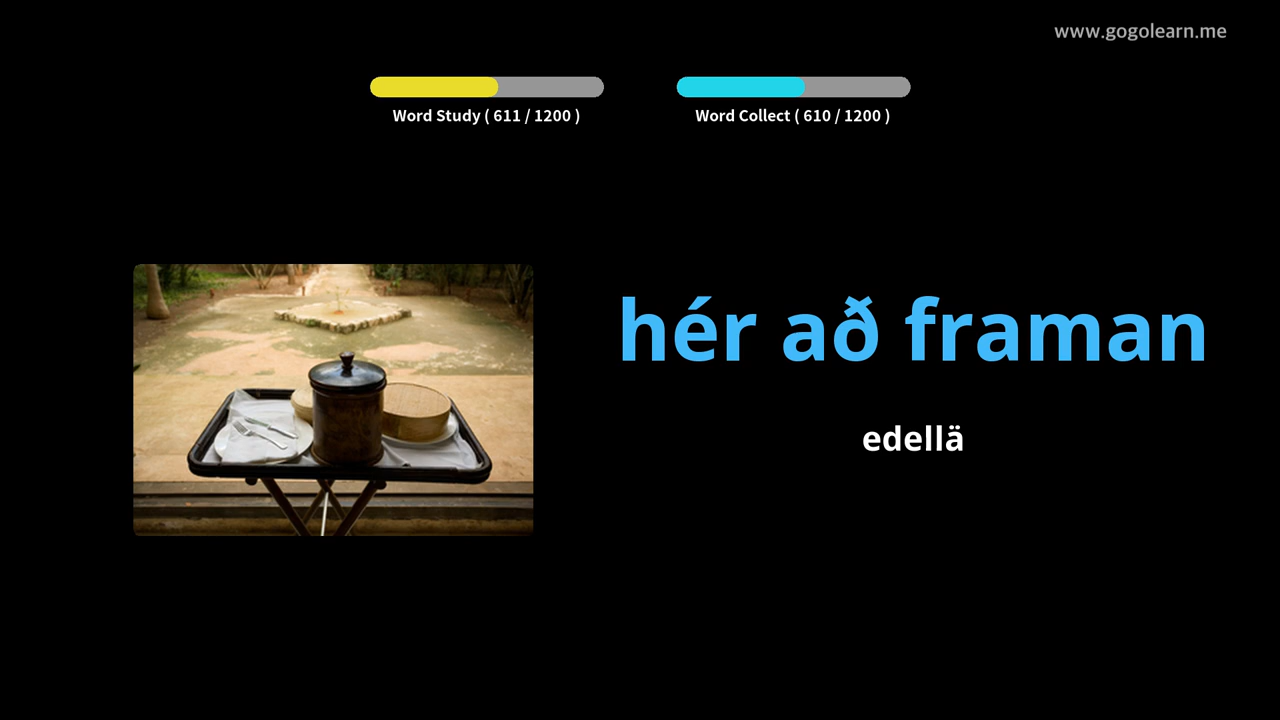 www.gogolearn.me
Word Study ( 611 / 1200 )
Word Collect ( 610 / 1200 )
hér að framan
edellä